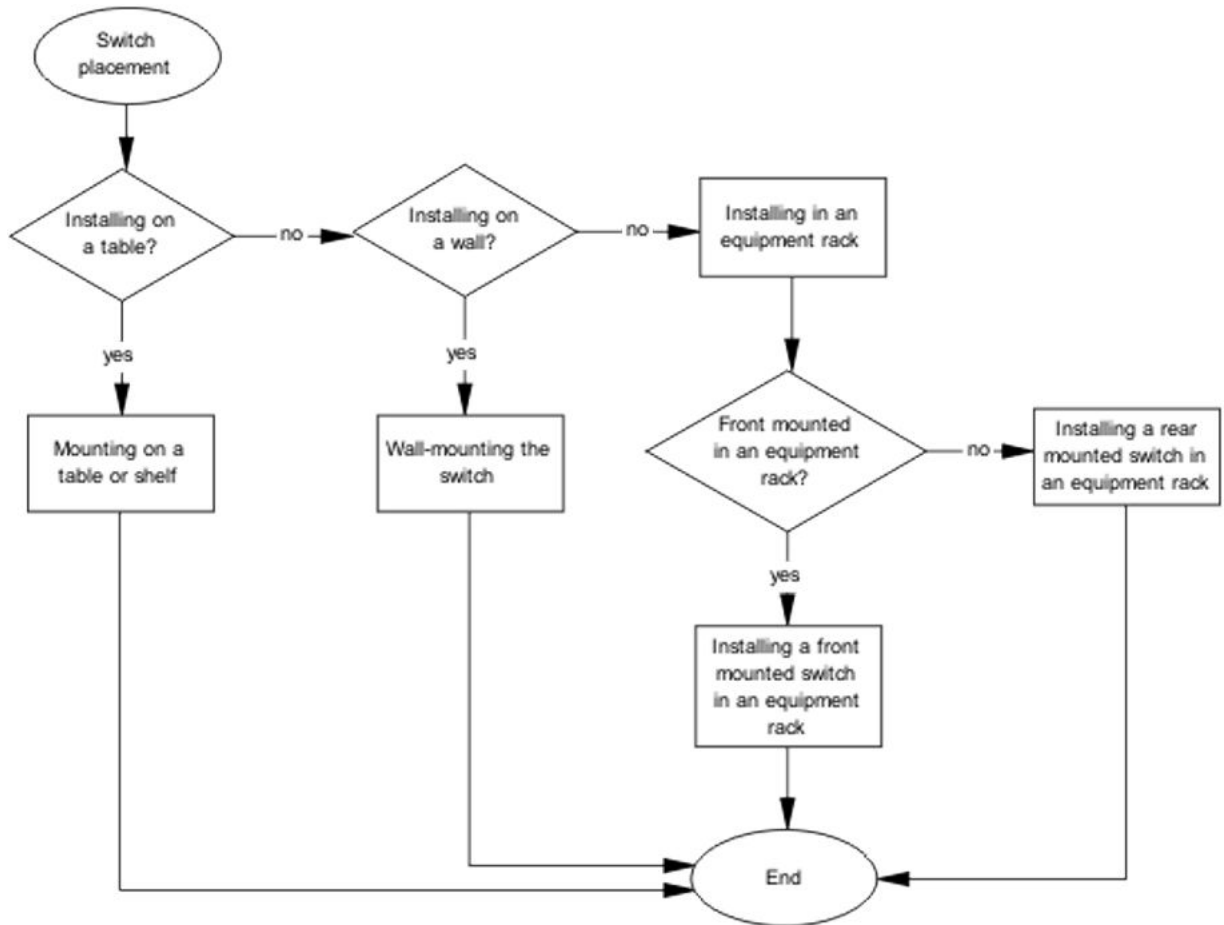 Switch
placement
Installing on
a table?
no
Installing on
a wall?
no
Installing in an
equipment rack
yes
yes
Mounting on a
table or shelf
Wall-mounting the
switch
Front mounted
in an equipment
rack?
no
Installing a rear
mounted switch in
an equipment rack
yes
Installing a front
mounted switch
in an equipment
rack
End